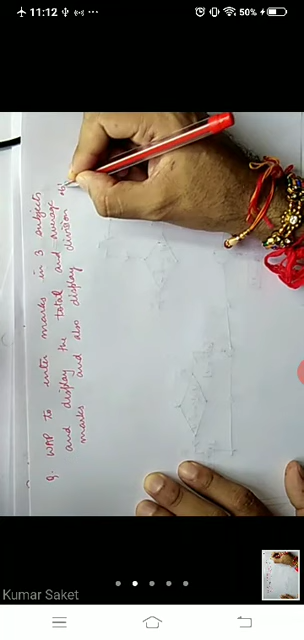 11:12
50%
9. WAP to enter marks in 3 subjects
and display the total and average
marks and also display division
Kumar Saket